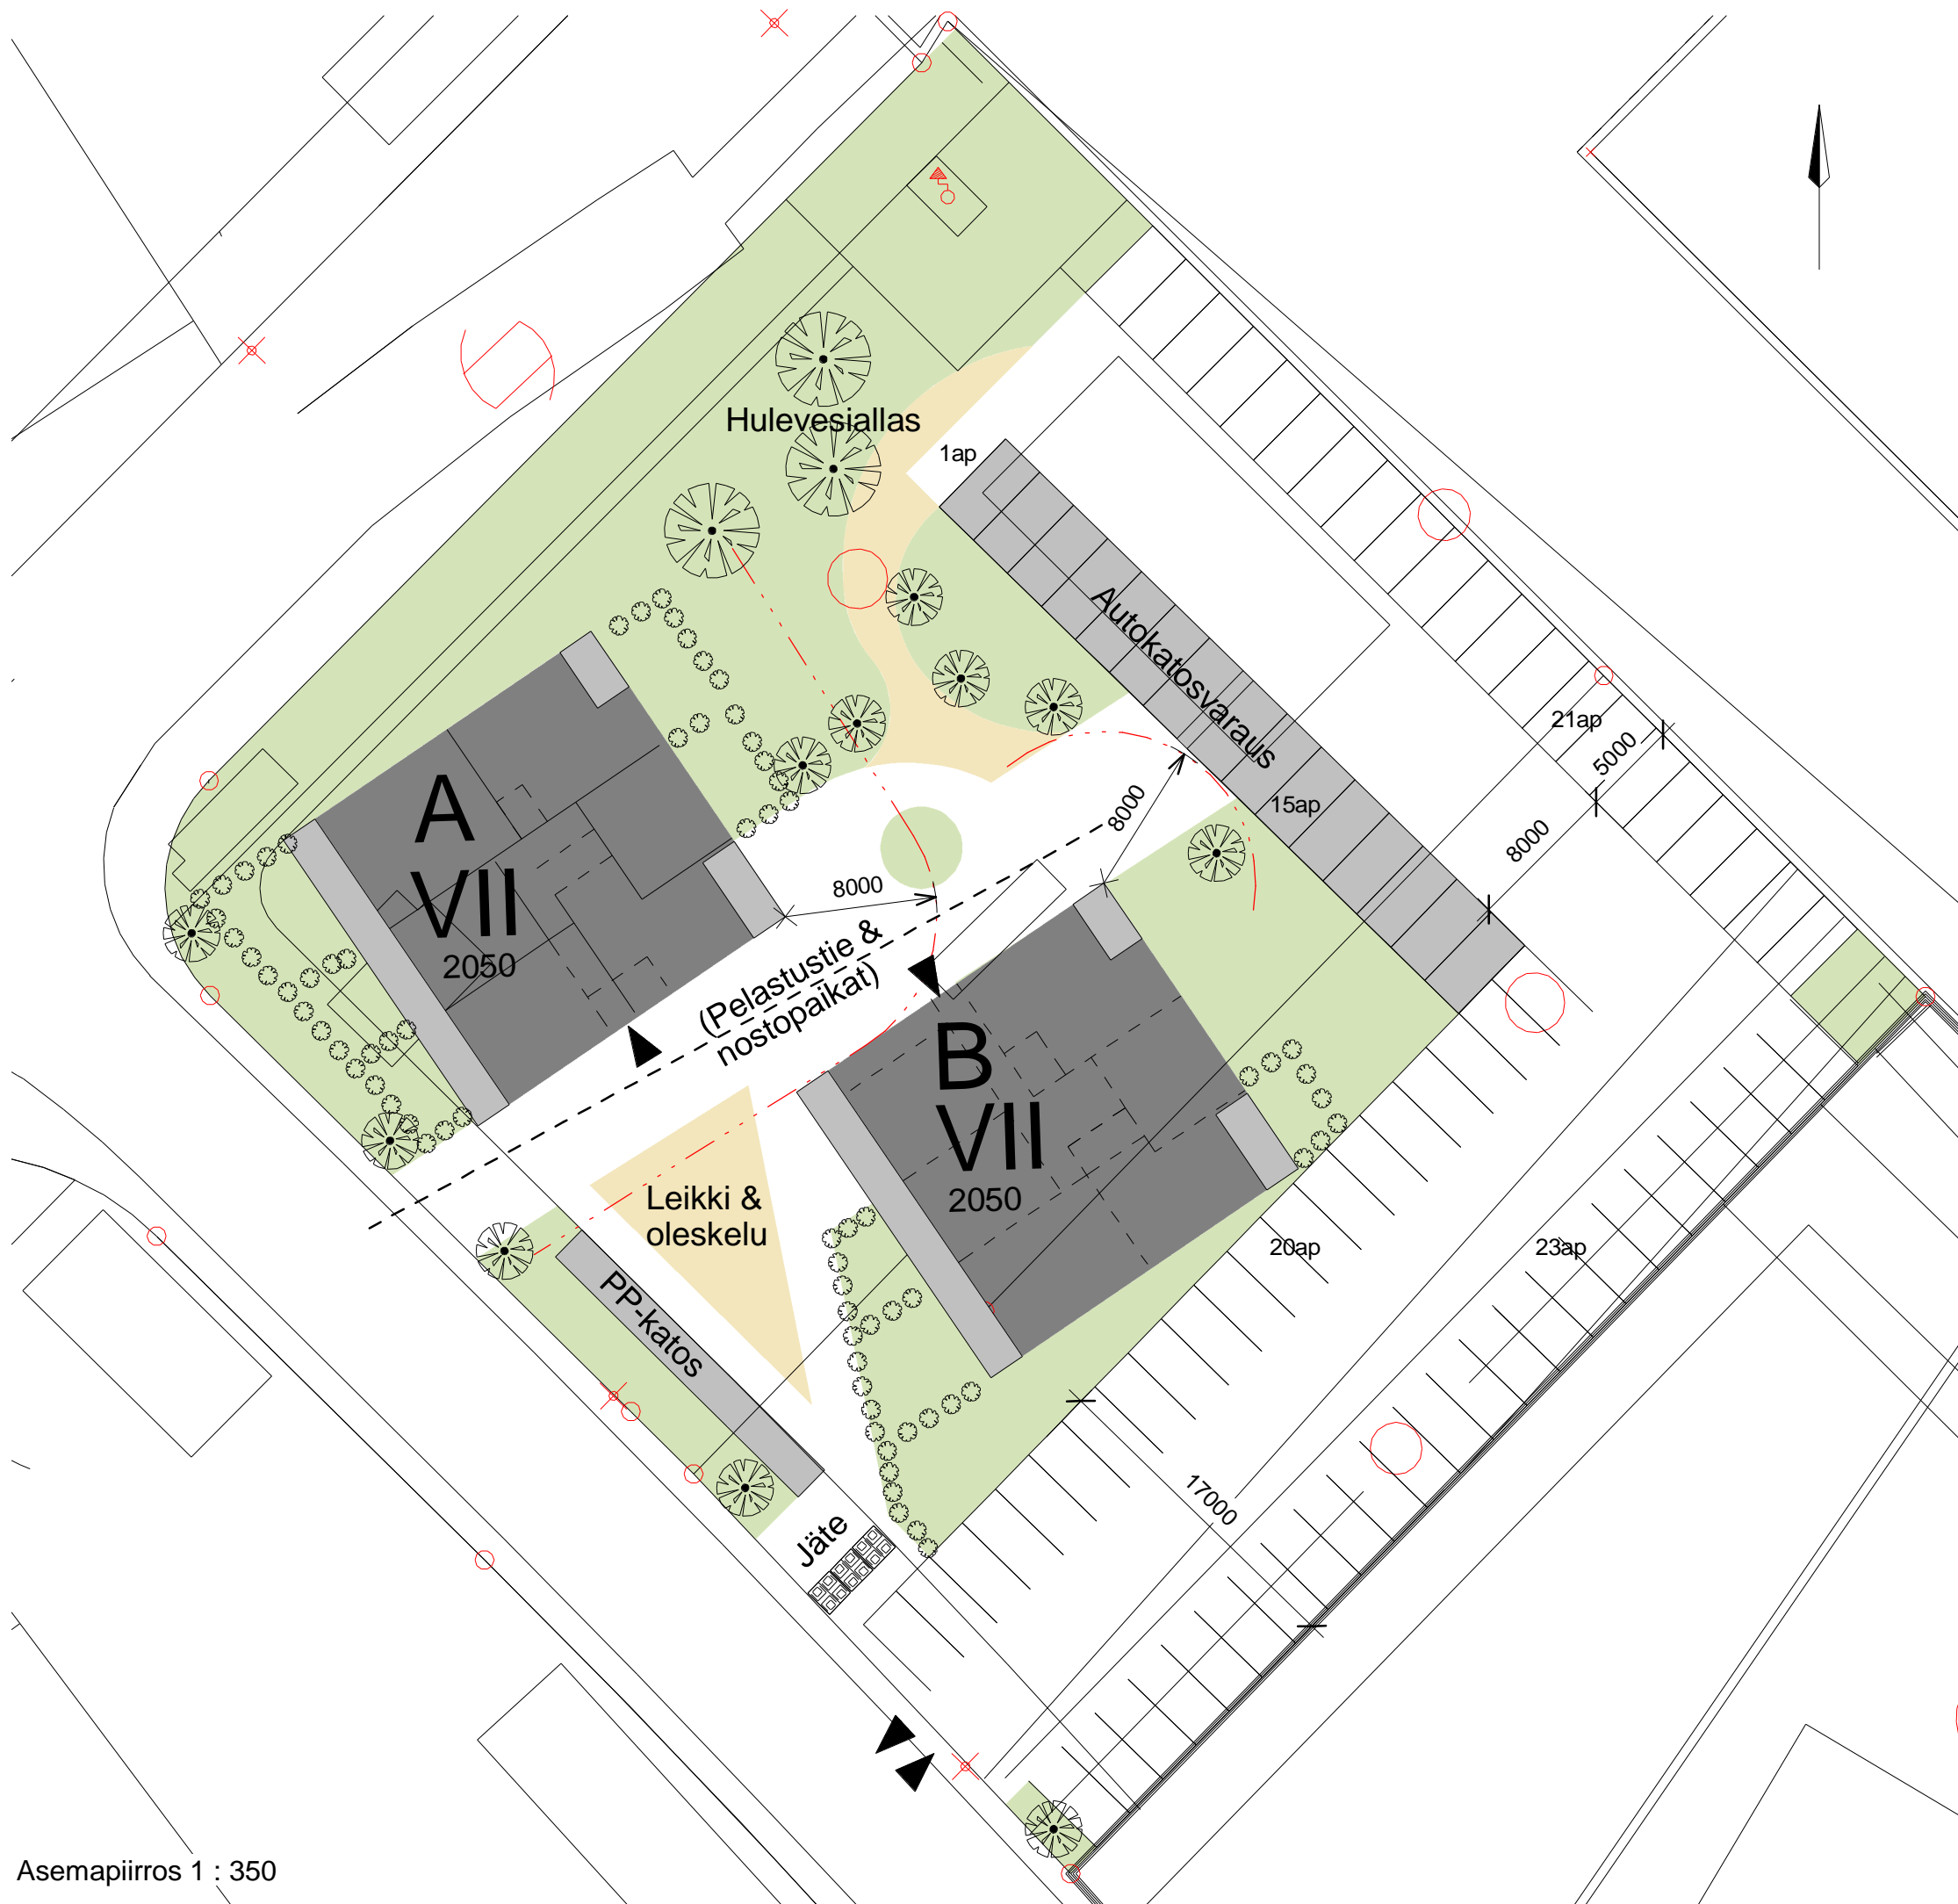 Hulevesiallas
1ap
Autokatosvaraus
21ap
5000
15ap
8000
8000
A
VII
2050
8000
(Pelastustie &
nostopaikat)
B
VII
2050
Leikki &
oleskelu
PP-katos
20ap
23ap
17000
Jäte
Asemapiirros 1 : 350